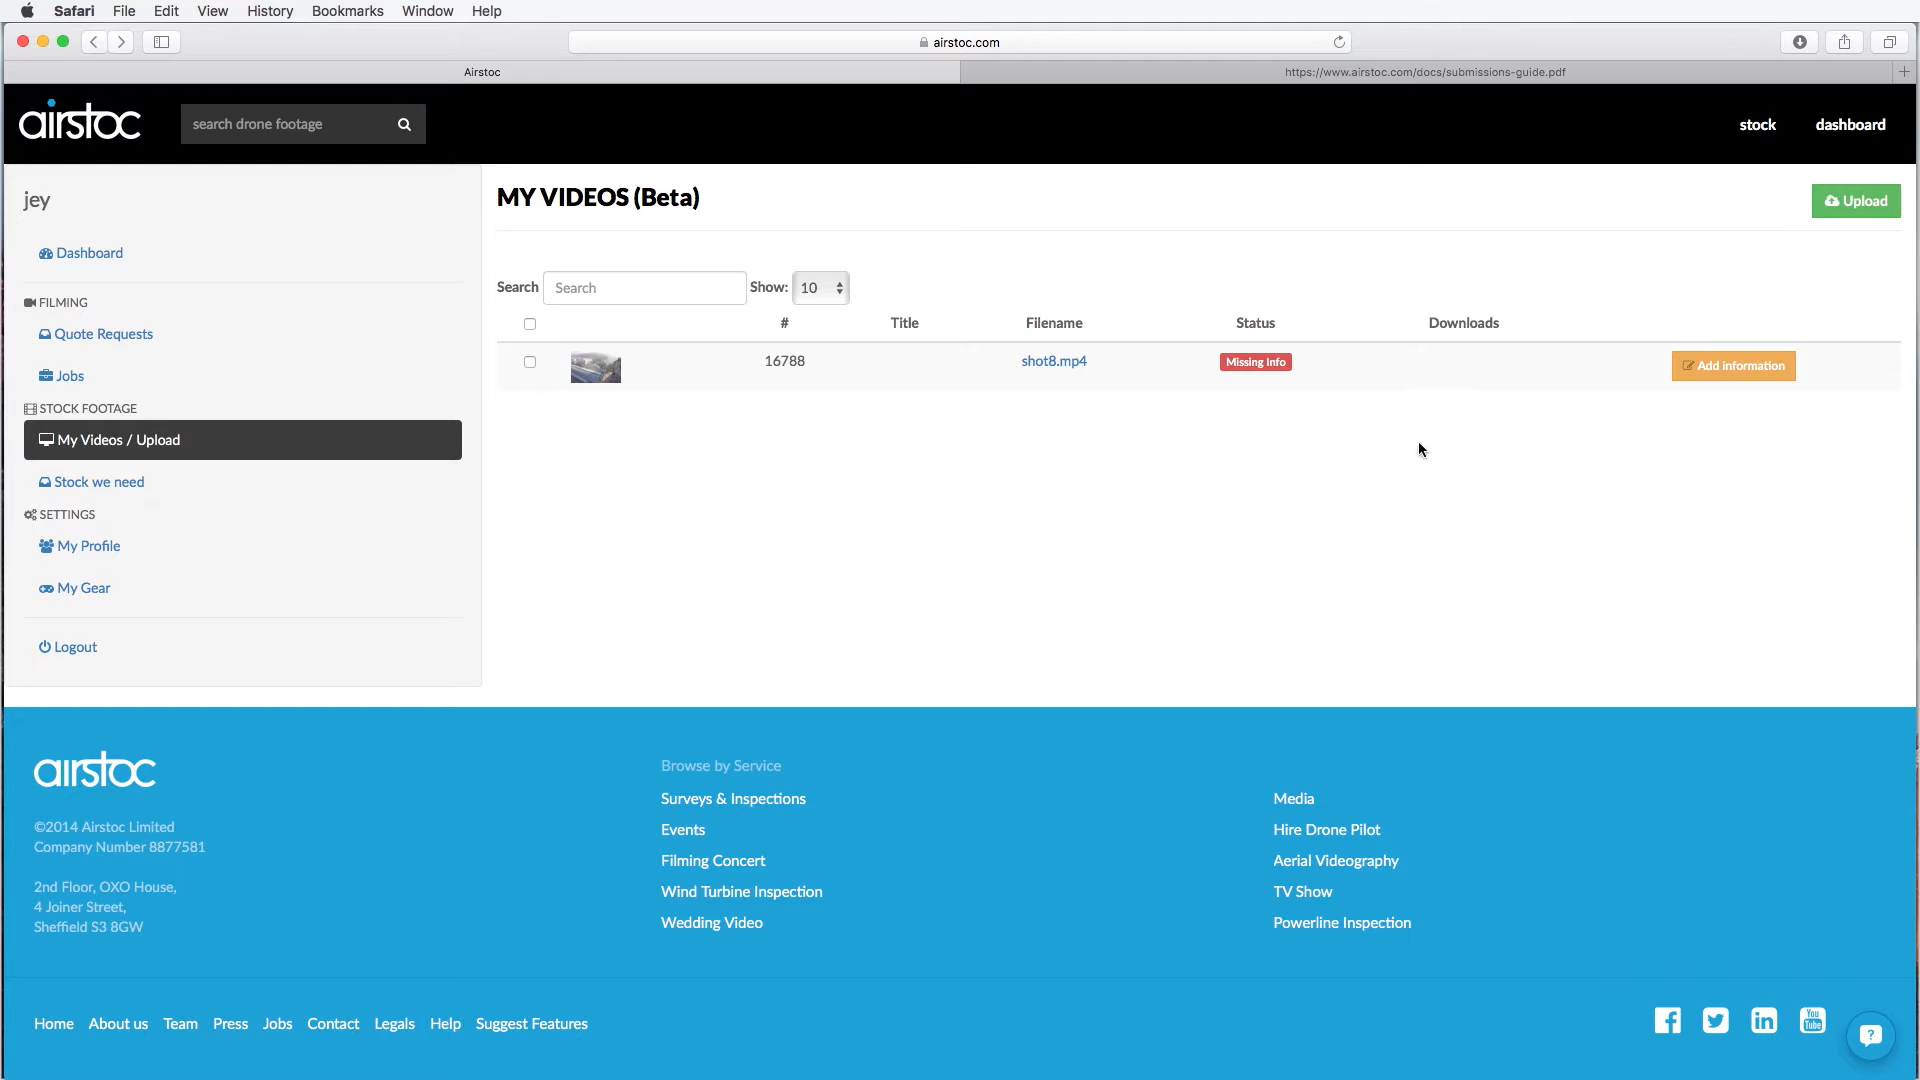 Safari File Edit View History Bookmarks Window Help
airstoc.com
Airstoc
https://www.airstoc.com/docs/submissions-guide.pdf
airstoc
search drone footage
stock
dashboard
jey
Dashboard
FILMING
Quote Requests
Jobs
STOCK FOOTAGE
My Videos / Upload
Stock we need
SETTINGS
My Profile
My Gear
Logout
MY VIDEOS (Beta)
Upload
Search Search Show: 10
# Title Filename Status Downloads
16788 shot8.mp4 Missing Info Add information
airstoc
©2014 Airstoc Limited
Company Number 8877581
2nd Floor, OXO House,
4 Joiner Street,
Sheffield S3 8GW
Browse by Service
Surveys & Inspections
Events
Filming Concert
Wind Turbine Inspection
Wedding Video
Media
Hire Drone Pilot
Aerial Videography
TV Show
Powerline Inspection
Home About us Team Press Jobs Contact Legals Help Suggest Features
You
Tube